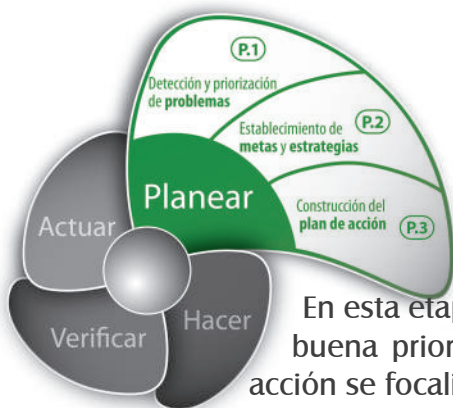 P.1
Detección y priorización
de problemas
Establecimiento de
metas y estrategias
P.2
Planear
Construcción del
plan de acción
P.3
Actuar
Verificar
Hacer
En esta etap
buena prior
acción se focali